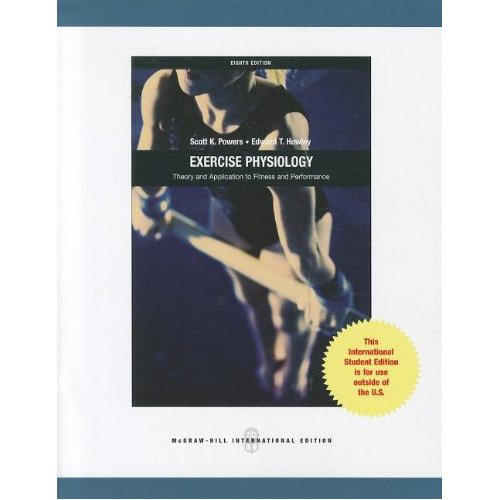 EIGHTH EDITION
Scott K. Powers • Edward T. Howley
EXERCISE PHYSIOLOGY
Theory and Application to Fitness and Performance
This
International
Student Edition
is for use
outside of
the U.S.
McGRAW-HILL INTERNATIONAL EDITION